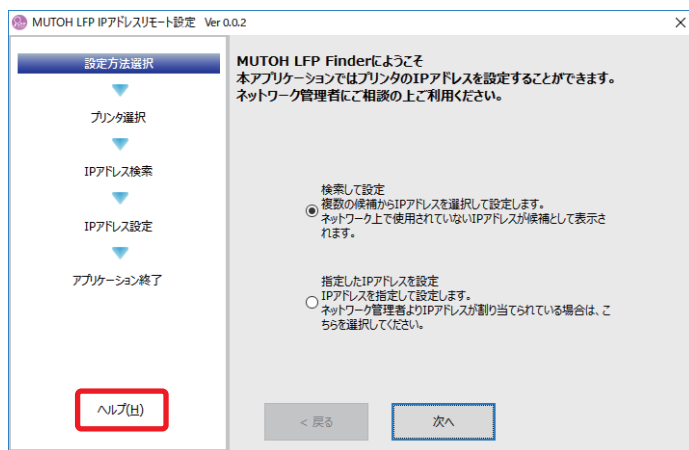 MUTOH LFP IPアドレスリモート設定 Ver 0.0.2
設定方法選択
プリンタ選択
IPアドレス検索
IPアドレス設定
アプリケーション終了
ヘルプ(H)
MUTOH LFP Finderにようこそ
本アプリケーションではプリンタのIPアドレスを設定することができます。
ネットワーク管理者にご相談の上ご利用ください。
検索して設定
複数の候補からIPアドレスを選択して設定します。
ネットワーク上で使用されていないIPアドレスが候補として表示さ
れます。
指定したIPアドレスを設定
IPアドレスを指定して設定します。
ネットワーク管理者よりIPアドレスが割り当てられている場合は、こ
ちらを選択してください。
< 戻る
次へ